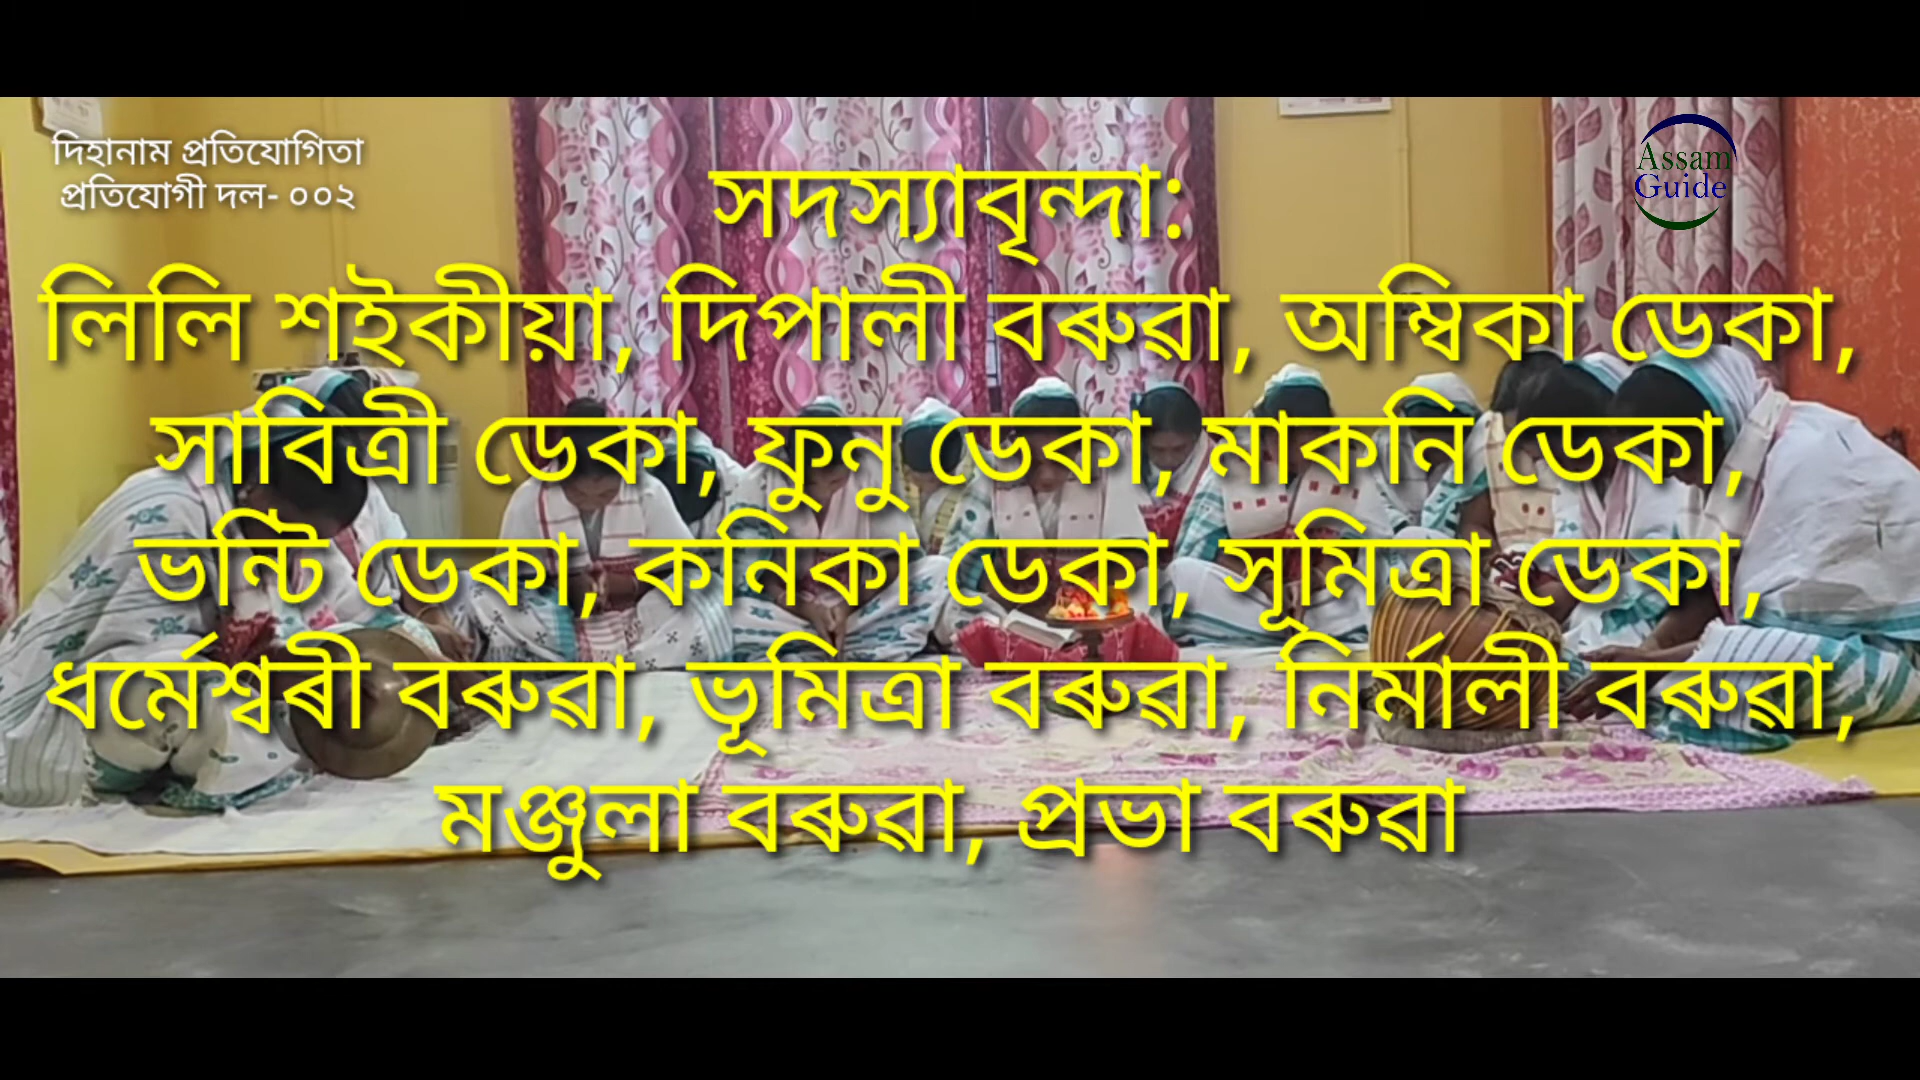 দিহানাম প্ৰতিযোগিতা
প্ৰতিযোগী দল- ০০২
Assam
Guide
সদস্যাবৃন্দা:
লিলি শইকীয়া, দিপালী বৰুৱা, অম্বিকা ডেকা,
সাবিত্ৰী ডেকা, ফুনু ডেকা, মাকনি ডেকা,
ভন্টি ডেকা, কনিকা ডেকা, সূমিত্ৰা ডেকা,
ধৰ্মেশ্বৰী বৰুৱা, ভূমিত্ৰা বৰুৱা, নিৰ্মালী বৰুৱা,
মঞ্জুলা বৰুৱা, প্ৰভা বৰুৱা